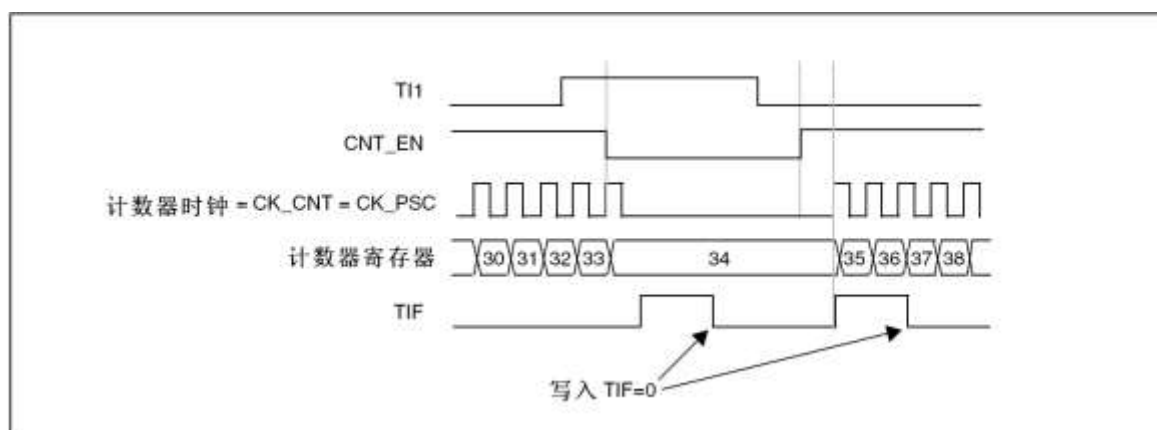 TI1
CNT_EN
计数器时钟 = CK_CNT = CK_PSC
计数器寄存器 30 31 32 33 34 35 36 37 38
TIF
写入 TIF=0